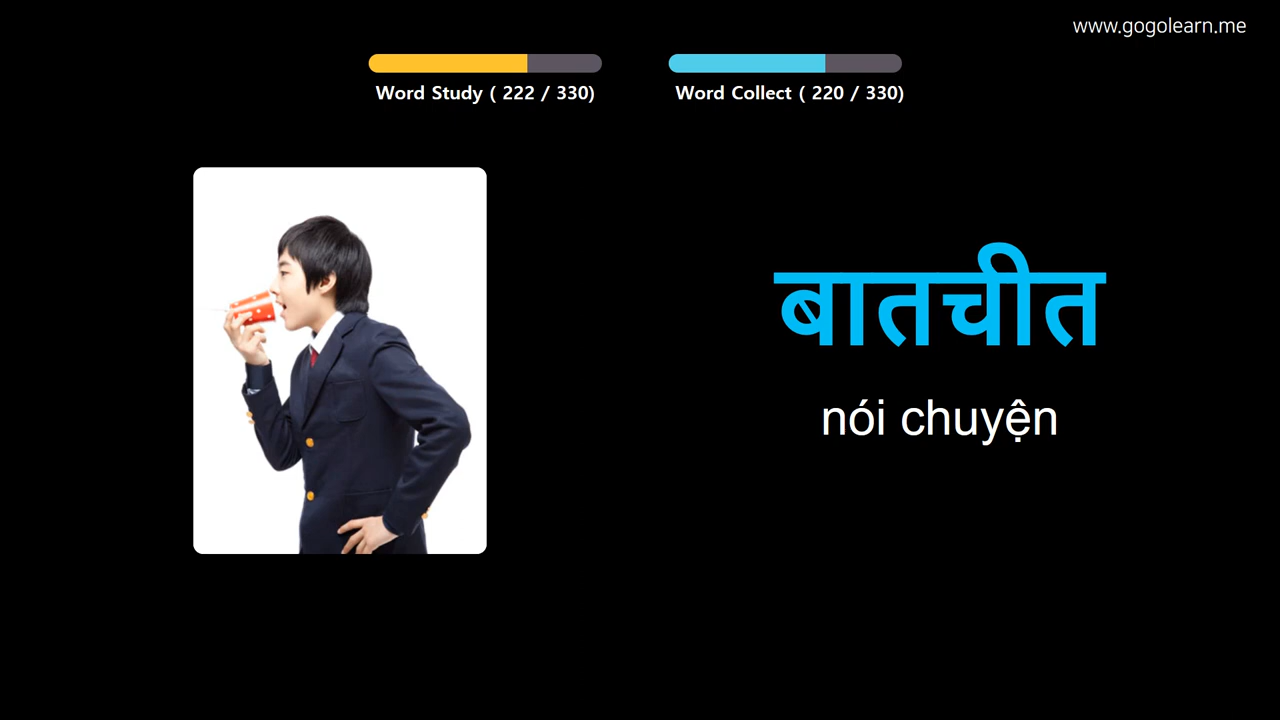 www.gogolearn.me
Word Study ( 222 / 330)
Word Collect ( 220 / 330)
बातचीत
nói chuyện